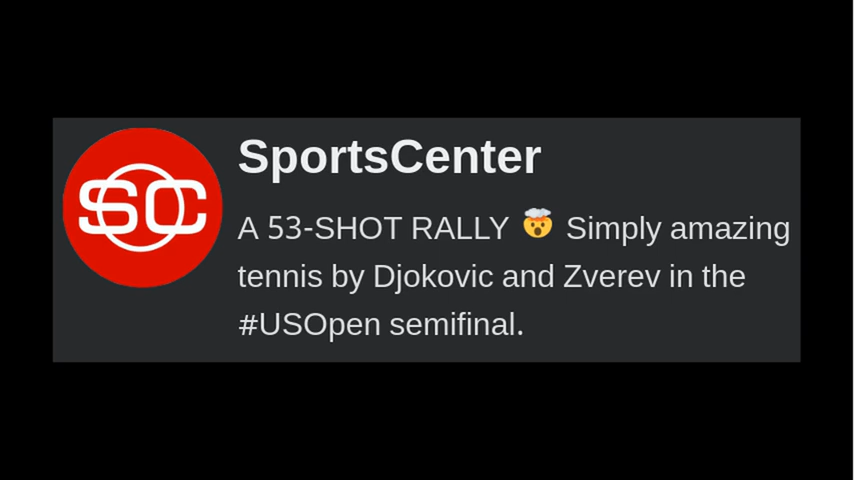 SC
SportsCenter
A 53-SHOT RALLY 🤯 Simply amazing
tennis by Djokovic and Zverev in the
#USOpen semifinal.